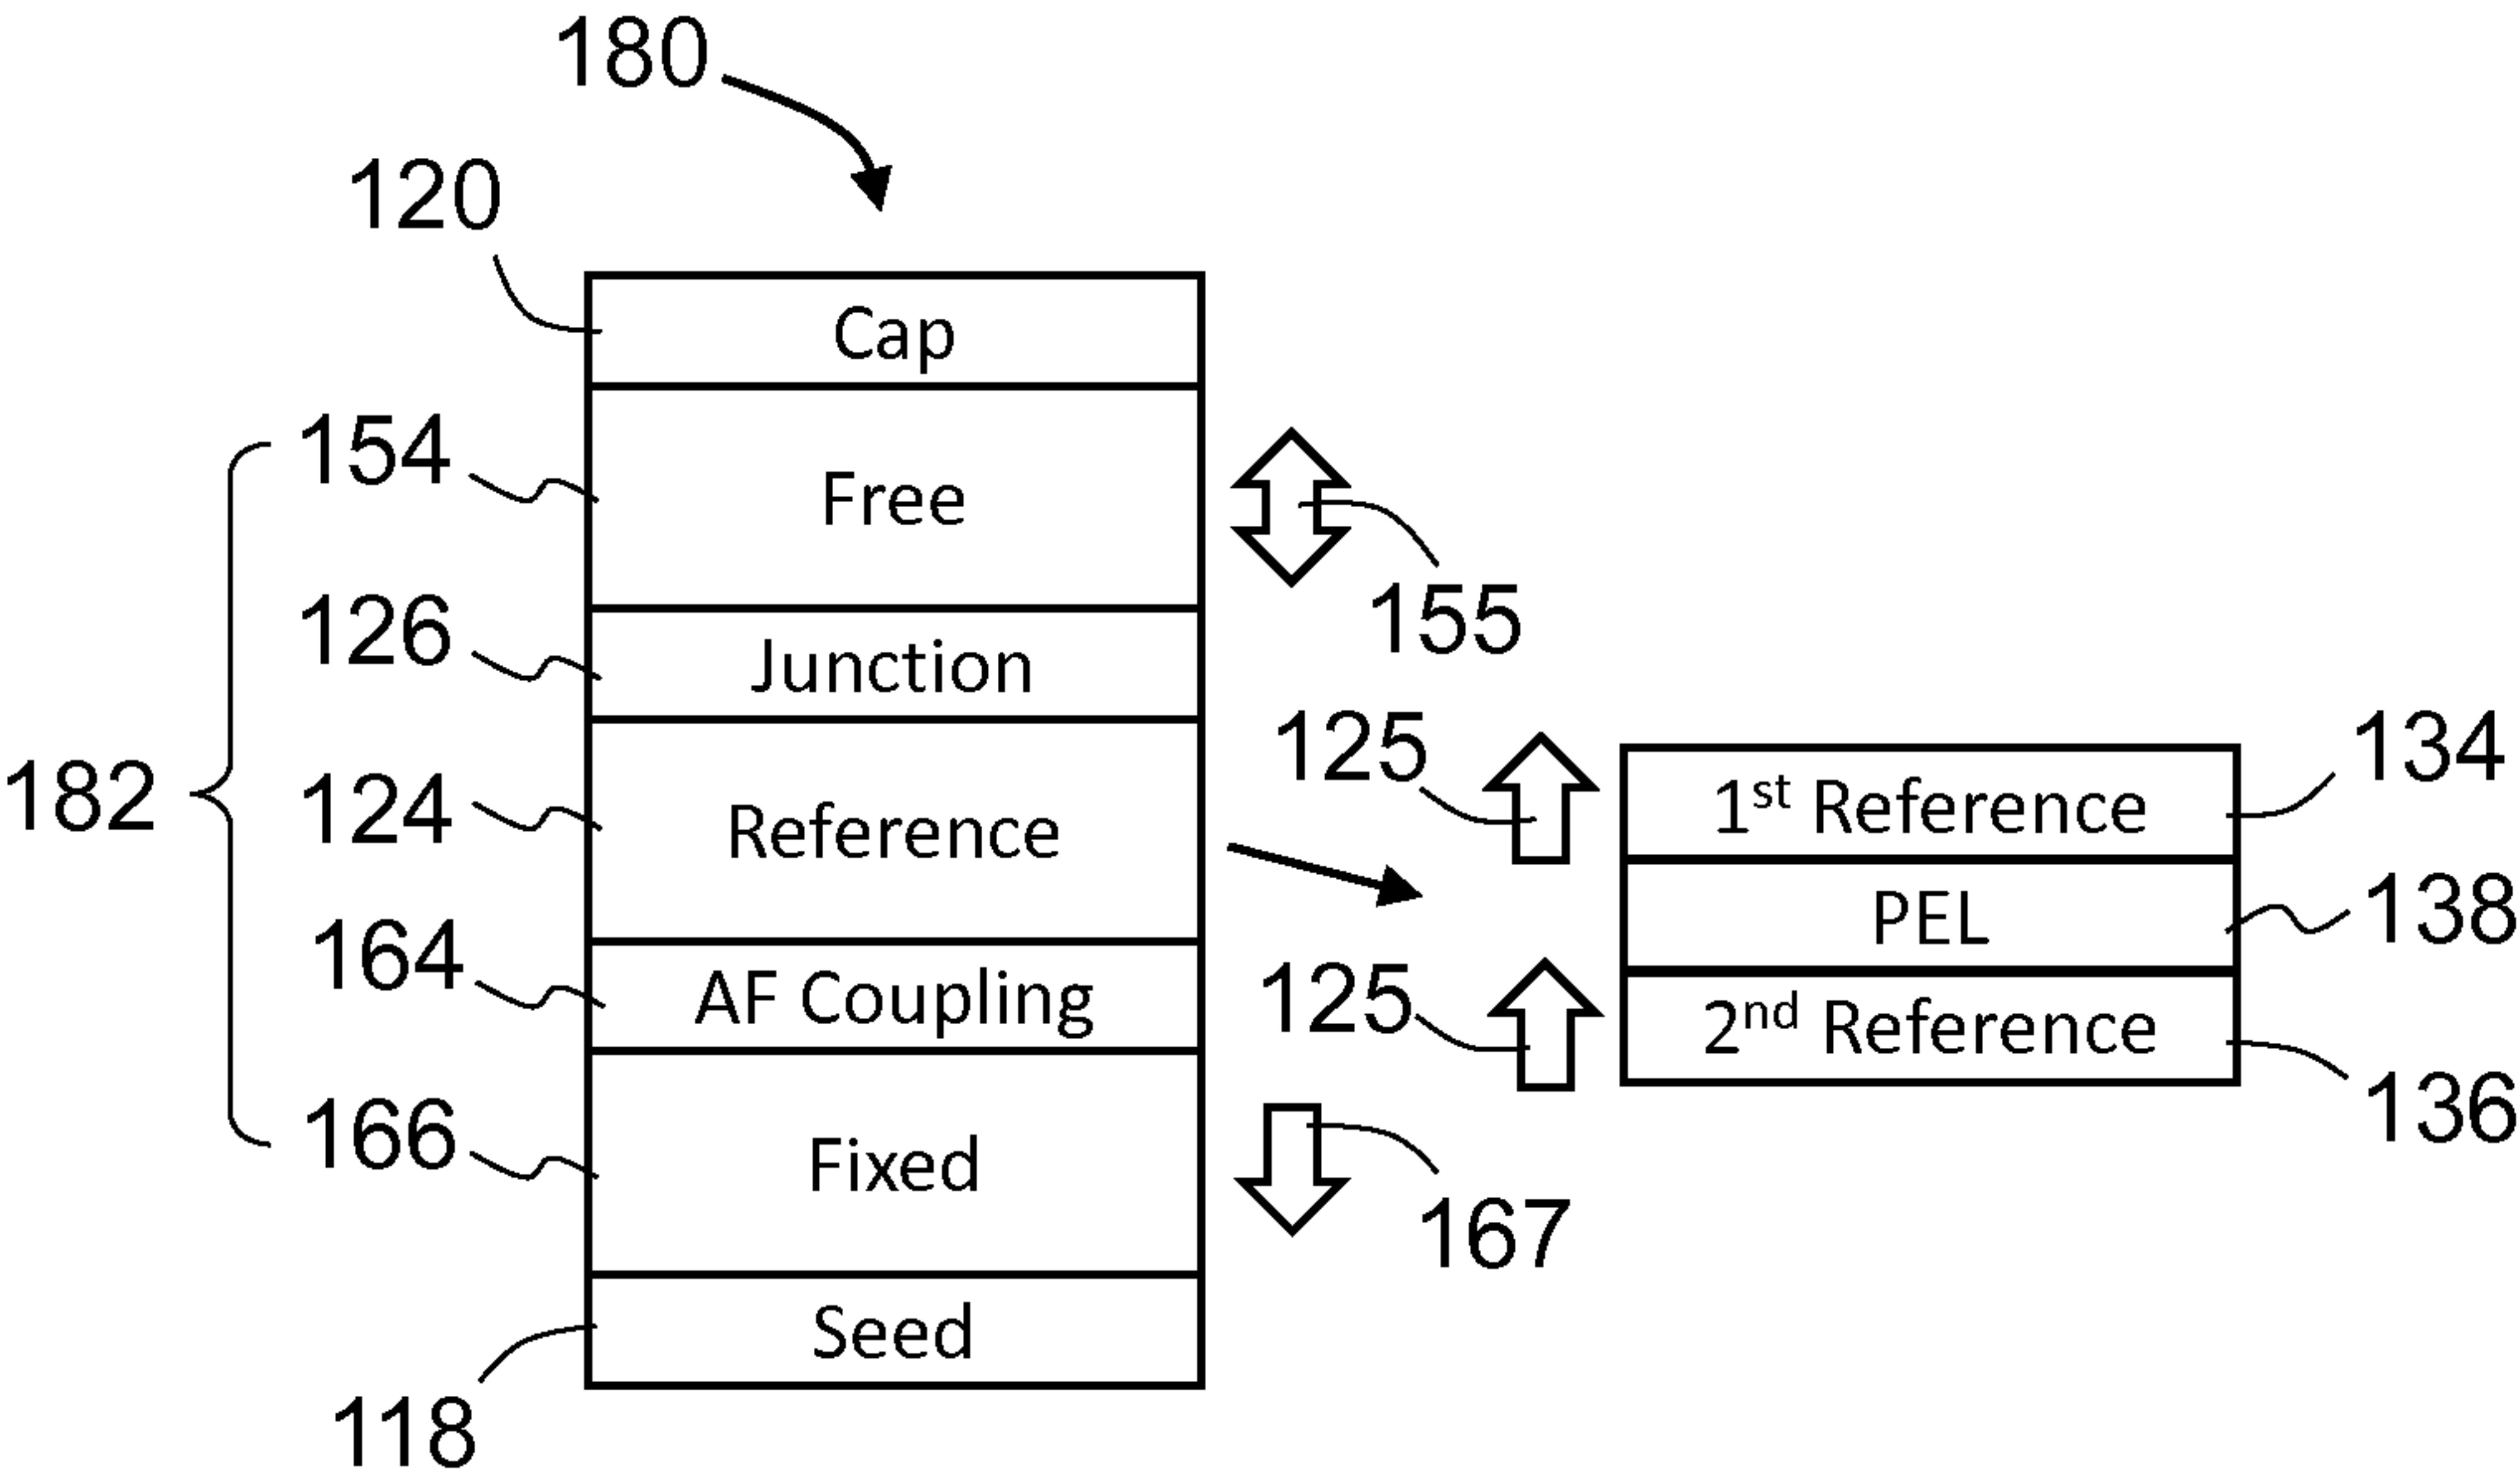 180
120
Cap
154
Free
155
126
Junction
182
124
Reference
125
1st Reference
134
PEL
138
164
AF Coupling
125
2nd Reference
136
166
Fixed
167
Seed
118